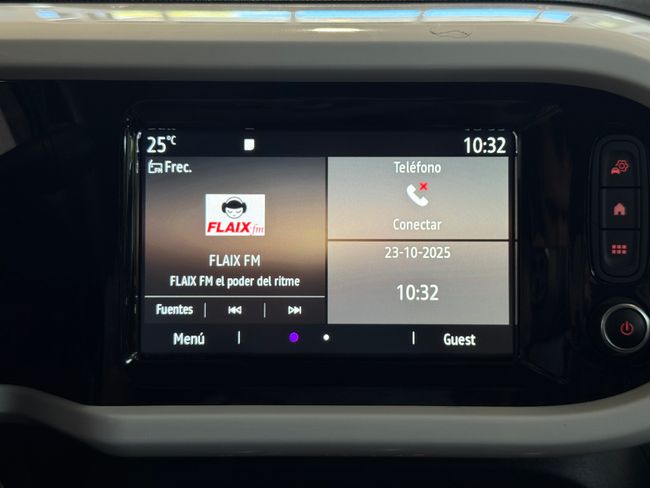 25°C
10:32
Frec.
FLAIX fm
FLAIX FM
FLAIX FM el poder del ritme
Fuentes
Teléfono
Conectar
23-10-2025
10:32
Menú
Guest